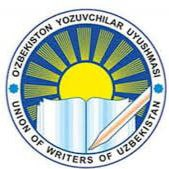 O'ZBEKISTON YOZUVCHILAR UYUSHMASI
UNION OF WRITERS OF UZBEKISTAN